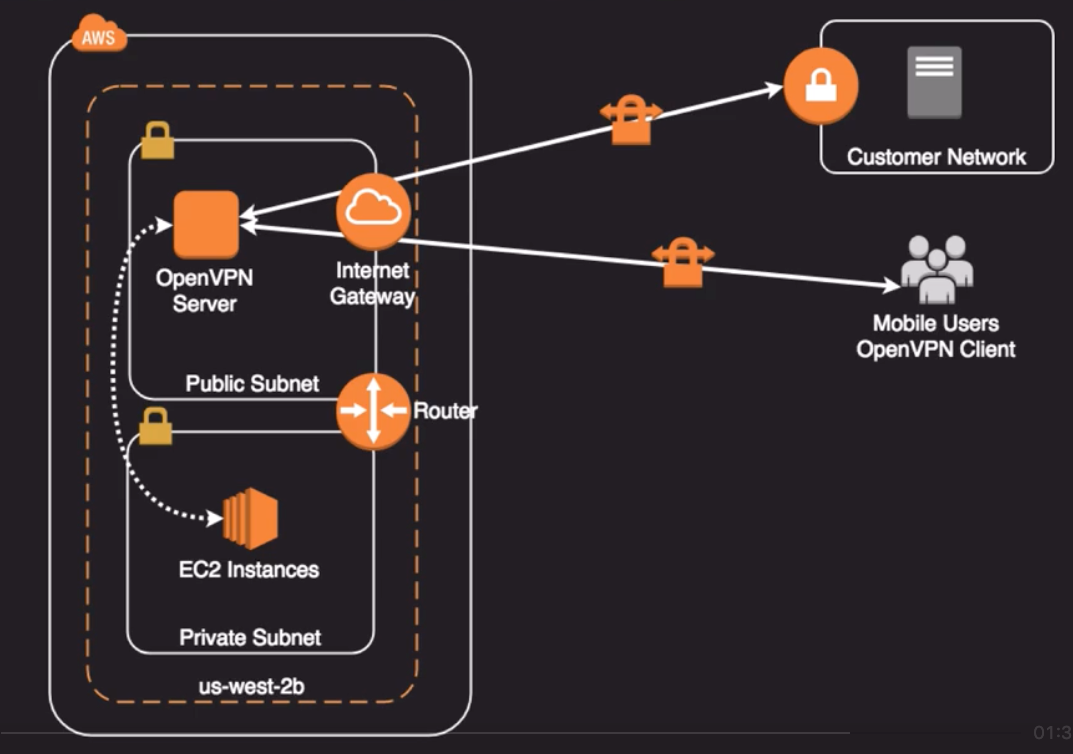 AWS
Customer Network
OpenVPN
Server
Internet
Gateway
Mobile Users
OpenVPN Client
Public Subnet
Router
EC2 Instances
Private Subnet
us-west-2b
01:3